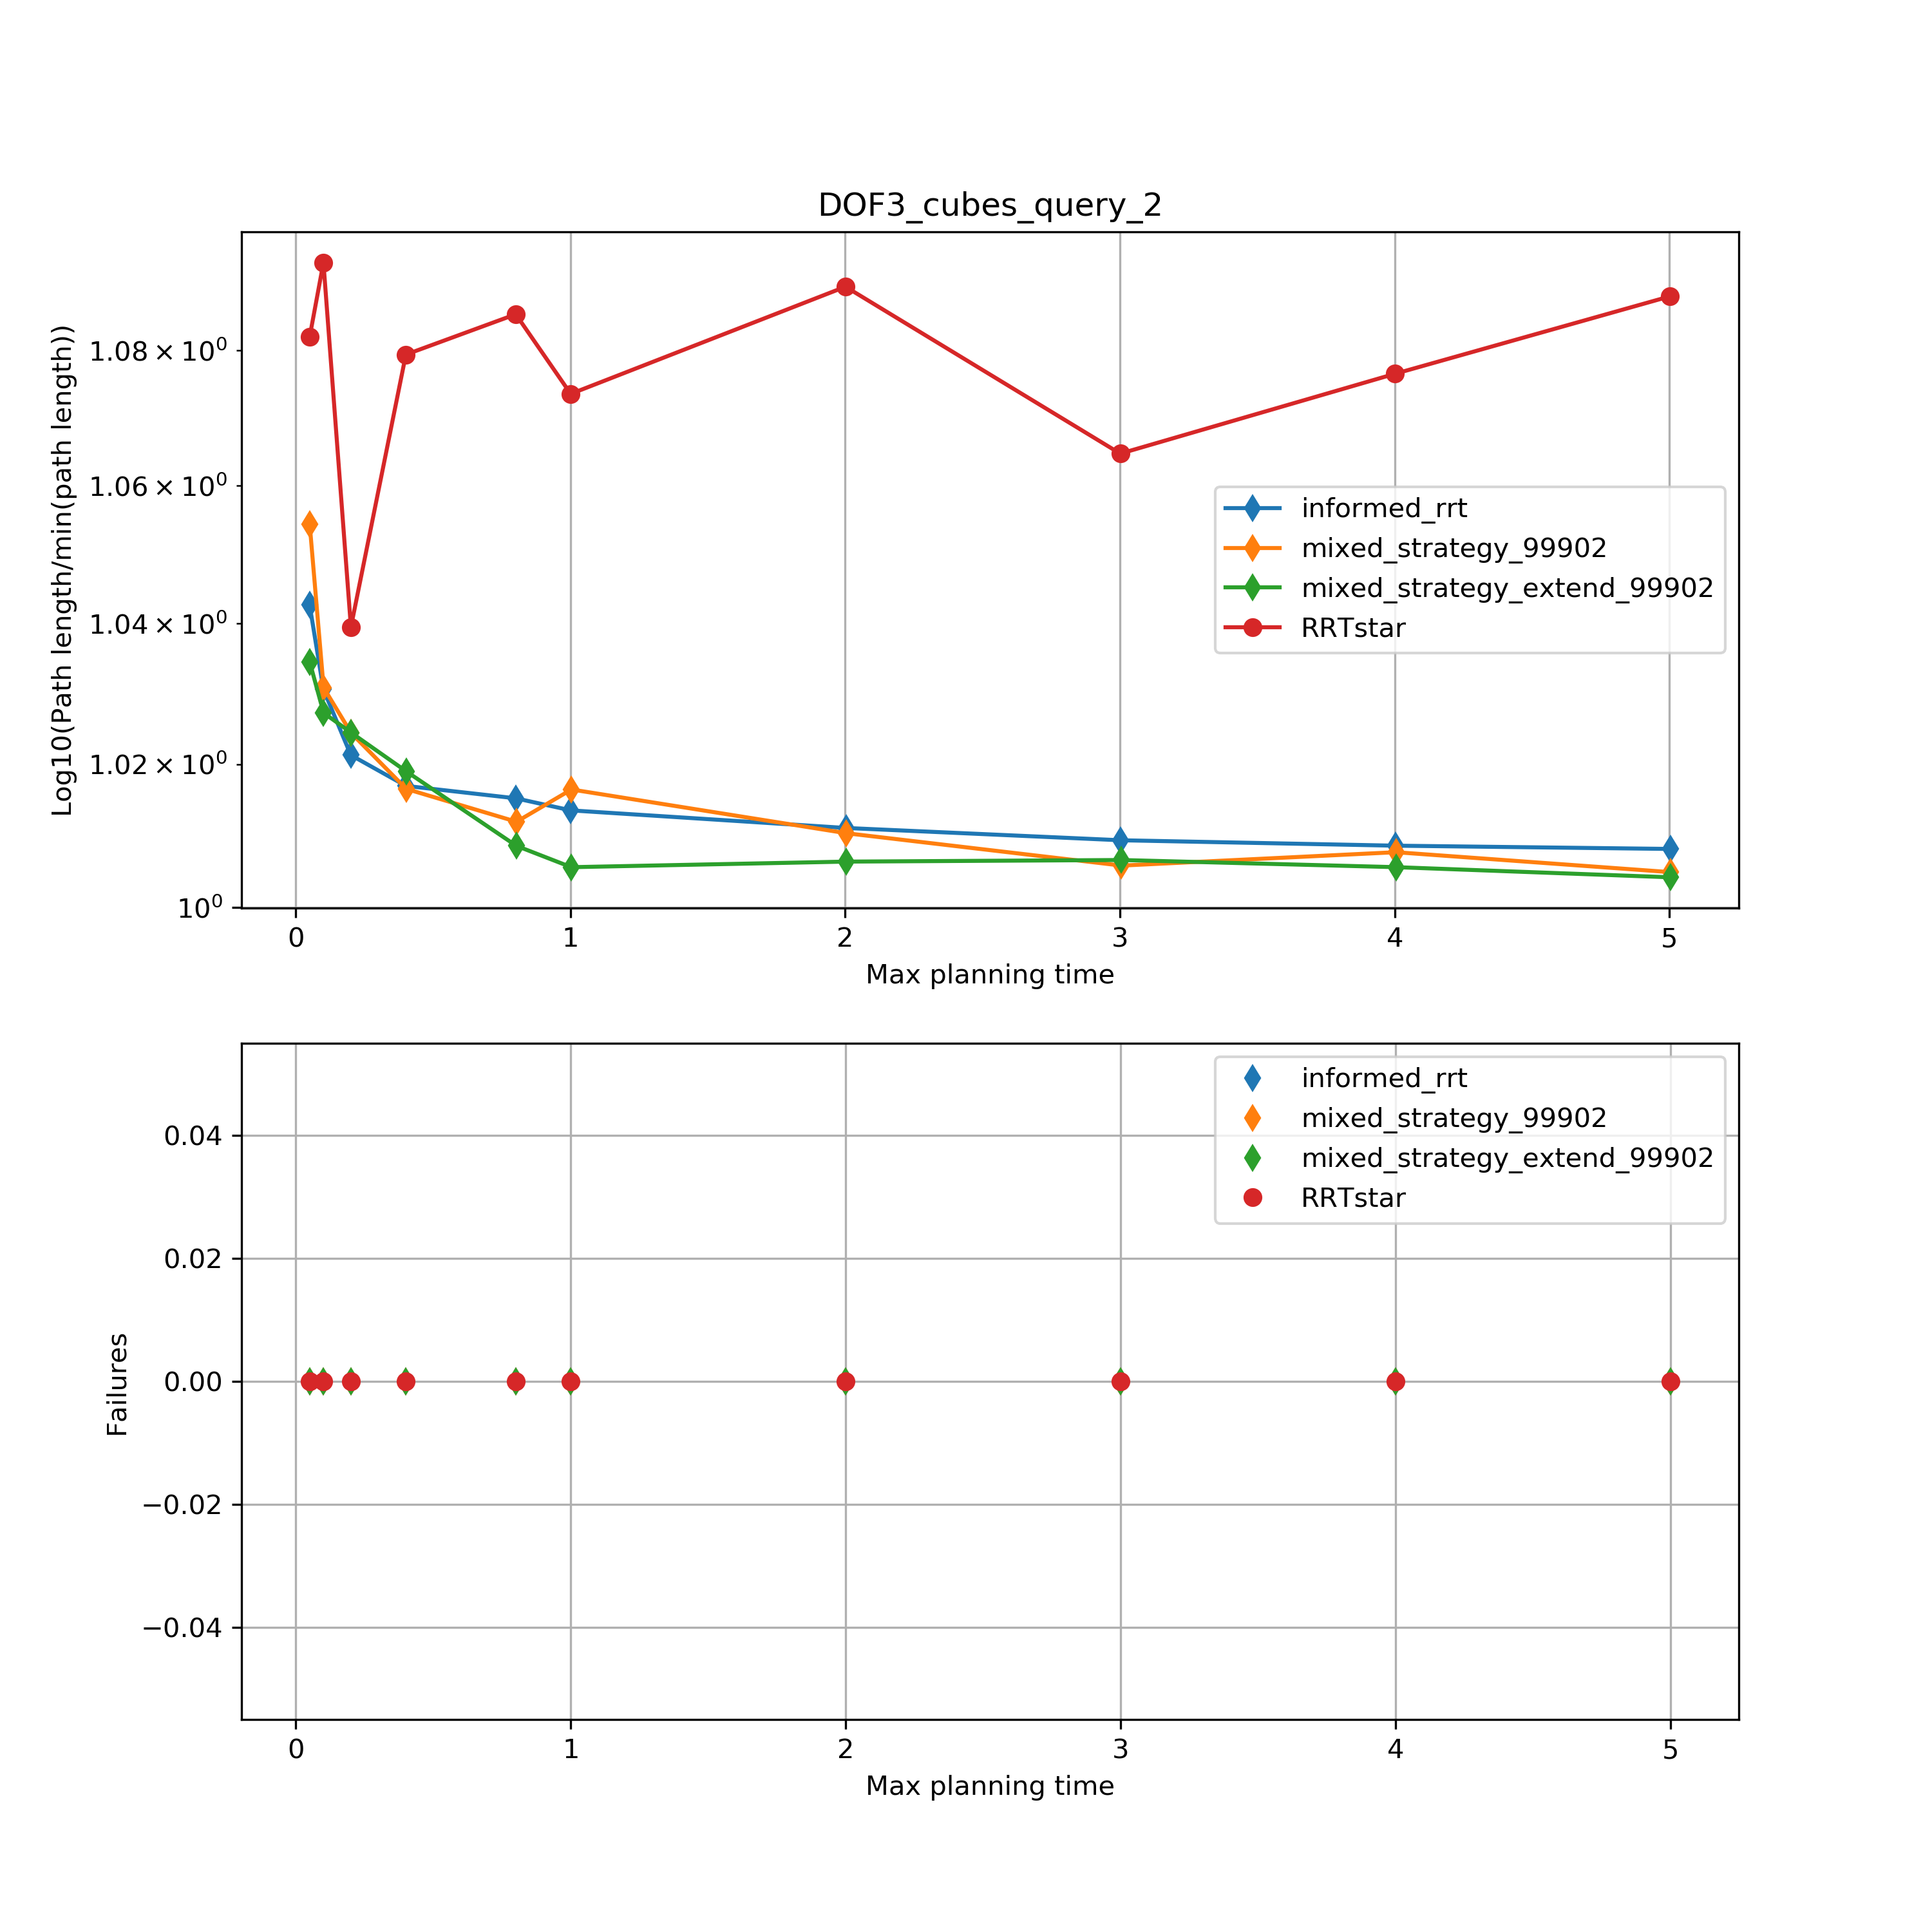 DOF3_cubes_query_2
Log10(Path length/min(path length))
1.08 × 10⁰
1.06 × 10⁰
1.04 × 10⁰
1.02 × 10⁰
10⁰
informed_rrt
mixed_strategy_99902
mixed_strategy_extend_99902
RRTstar
0 1 2 3 4 5
Max planning time
Failures
0.04
0.02
0.00
−0.02
−0.04
informed_rrt
mixed_strategy_99902
mixed_strategy_extend_99902
RRTstar
0 1 2 3 4 5
Max planning time